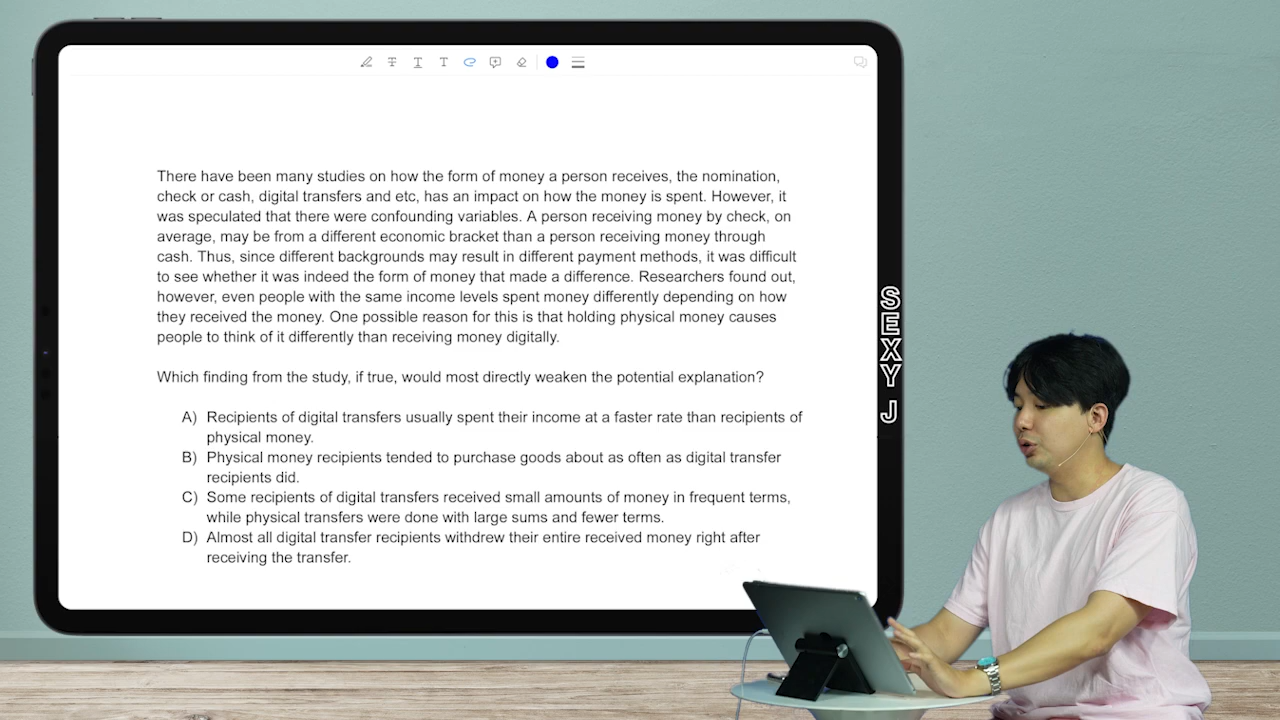 There have been many studies on how the form of money a person receives, the nomination,
check or cash, digital transfers and etc, has an impact on how the money is spent. However, it
was speculated that there were confounding variables. A person receiving money by check, on
average, may be from a different economic bracket than a person receiving money through
cash. Thus, since different backgrounds may result in different payment methods, it was difficult
to see whether it was indeed the form of money that made a difference. Researchers found out,
however, even people with the same income levels spent money differently depending on how
they received the money. One possible reason for this is that holding physical money causes
people to think of it differently than receiving money digitally.
Which finding from the study, if true, would most directly weaken the potential explanation?
A) Recipients of digital transfers usually spent their income at a faster rate than recipients of
physical money.
B) Physical money recipients tended to purchase goods about as often as digital transfer
recipients did.
C) Some recipients of digital transfers received small amounts of money in frequent terms,
while physical transfers were done with large sums and fewer terms.
D) Almost all digital transfer recipients withdrew their entire received money right after
receiving the transfer.
SEXY J